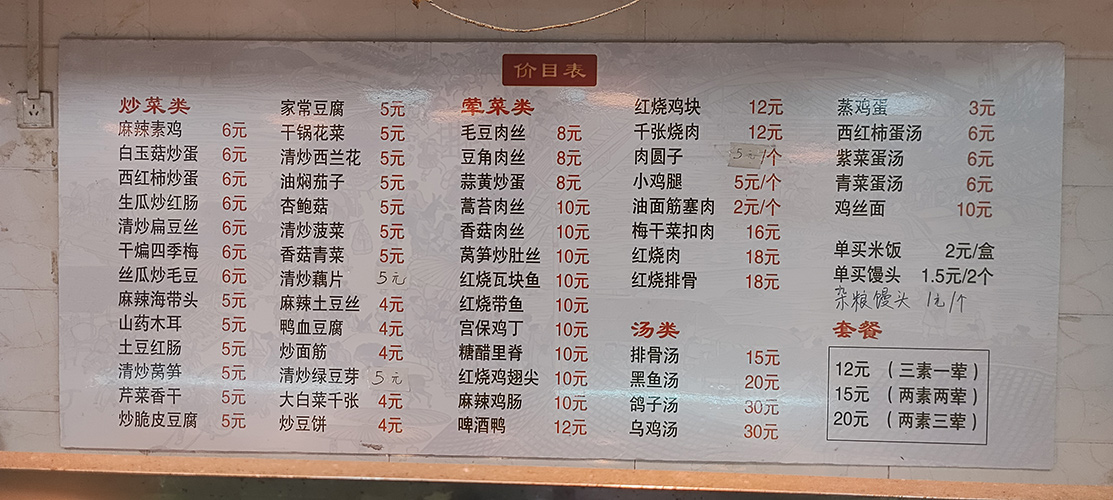 价目表
炒菜类
麻辣素鸡 6元
白玉菇炒蛋 6元
西红柿炒蛋 6元
生瓜炒红肠 6元
清炒扁豆丝 6元
干煸四季梅 6元
丝瓜炒毛豆 6元
麻辣海带头 5元
山药木耳 5元
土豆红肠 5元
清炒莴笋 5元
芹菜香干 5元
炒脆皮豆腐 5元
家常豆腐 5元
干锅花菜 5元
清炒西兰花 5元
油焖茄子 5元
杏鲍菇 5元
清炒菠菜 5元
香菇青菜 5元
清炒藕片 5元
麻辣土豆丝 4元
鸭血豆腐 4元
炒面筋 4元
清炒绿豆芽 5元
大白菜千张 4元
炒豆饼 4元
荤菜类
毛豆肉丝 8元
豆角肉丝 8元
蒜黄炒蛋 8元
蒿苔肉丝 10元
香菇肉丝 10元
莴笋炒肚丝 10元
红烧瓦块鱼 10元
红烧带鱼 10元
宫保鸡丁 10元
糖醋里脊 10元
红烧鸡翅尖 10元
麻辣鸡肠 10元
啤酒鸭 12元
红烧鸡块 12元
千张烧肉 12元
肉圆子 5元/个
小鸡腿 5元/个
油面筋塞肉 2元/个
梅干菜扣肉 16元
红烧肉 18元
红烧排骨 18元
汤类
排骨汤 15元
黑鱼汤 20元
鸽子汤 30元
乌鸡汤 30元
蒸鸡蛋 3元
西红柿蛋汤 6元
紫菜蛋汤 6元
青菜蛋汤 6元
鸡丝面 10元
单买米饭 2元/盒
单买馒头 1.5元/2个
杂粮馒头 1元/个
套餐
12元 （三素一荤）
15元 （两素两荤）
20元 （两素三荤）